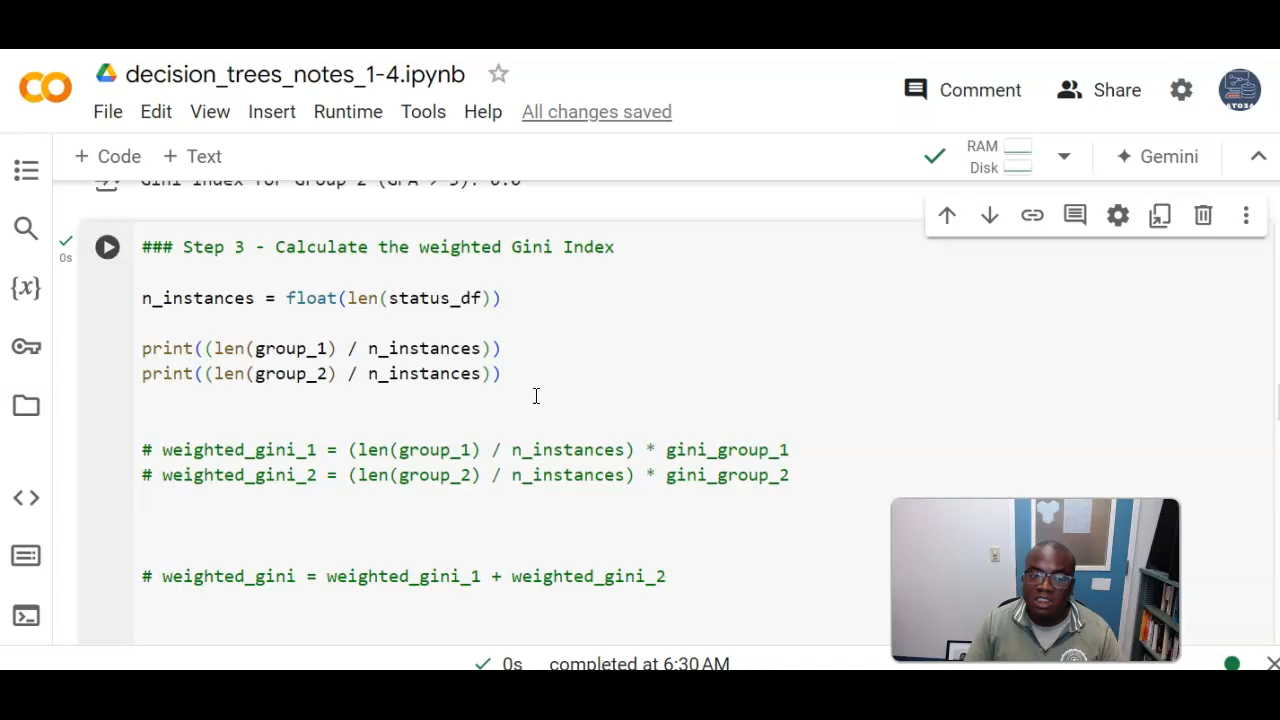 decision_trees_notes_1-4.ipynb
Comment
Share
File Edit View Insert Runtime Tools Help All changes saved
+ Code + Text
RAM
Disk
Gemini
### Step 3 - Calculate the weighted Gini Index
0s
n_instances = float(len(status_df))
print((len(group_1) / n_instances))
print((len(group_2) / n_instances))
# weighted_gini_1 = (len(group_1) / n_instances) * gini_group_1
# weighted_gini_2 = (len(group_2) / n_instances) * gini_group_2
# weighted_gini = weighted_gini_1 + weighted_gini_2
{x}
0s completed at 6:30 AM